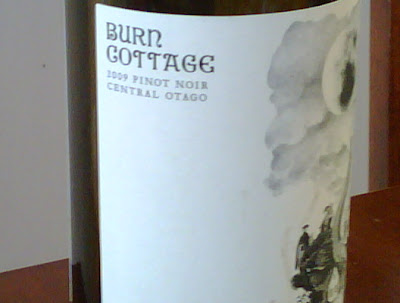 BURN
COTTAGE
2009 PINOT NOIR
CENTRAL OTAGO